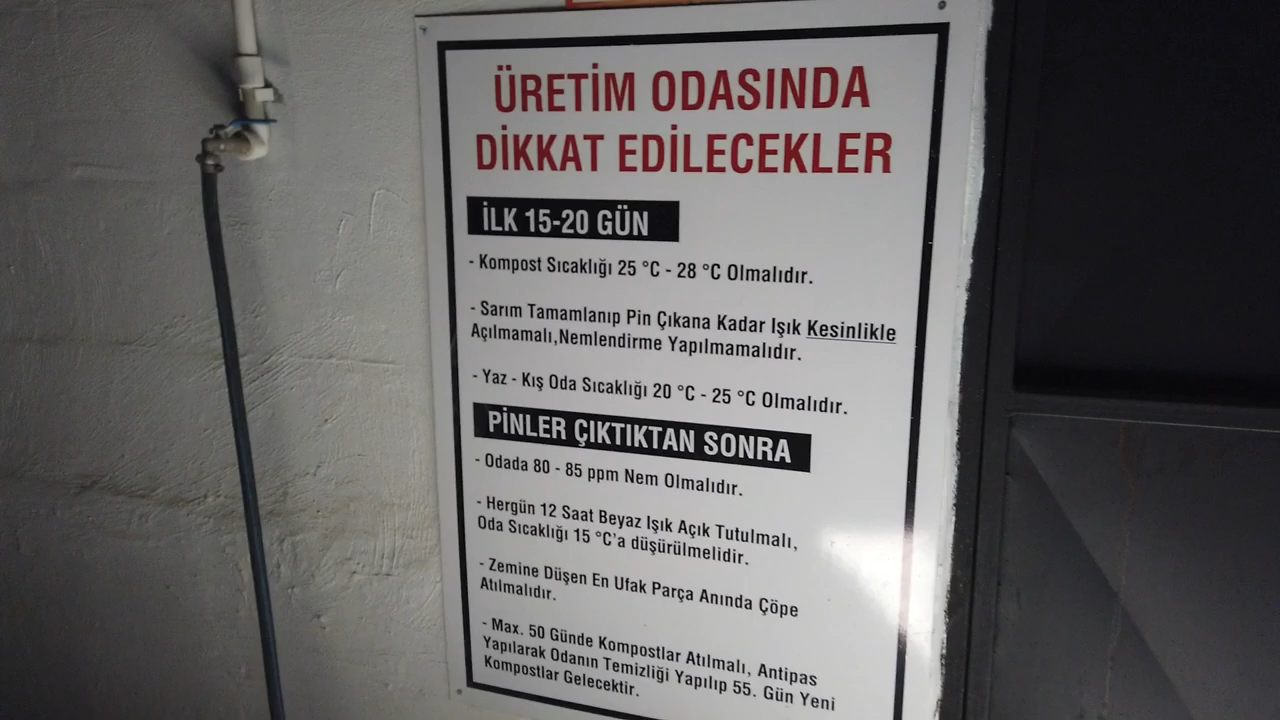 ÜRETİM ODASINDA
DİKKAT EDİLECEKLER
İLK 15-20 GÜN
- Kompost Sıcaklığı 25 °C - 28 °C Olmalıdır.
- Sarım Tamamlanıp Pin Çıkana Kadar Işık Kesinlikle
Açılmamalı,Nemlendirme Yapılmamalıdır.
- Yaz - Kış Oda Sıcaklığı 20 °C - 25 °C Olmalıdır.
PİNLER ÇIKTIKTAN SONRA
- Odada 80 - 85 ppm Nem Olmalıdır.
- Hergün 12 Saat Beyaz Işık Açık Tutulmalı,
Oda Sıcaklığı 15 °C'a düşürülmelidir.
- Zemine Düşen En Ufak Parça Anında Çöpe
Atılmalıdır.
- Max. 50 Günde Kompostlar Atılmalı, Antipas
Yapılarak Odanın Temizliği Yapılıp 55. Gün Yeni
Kompostlar Gelecektir.